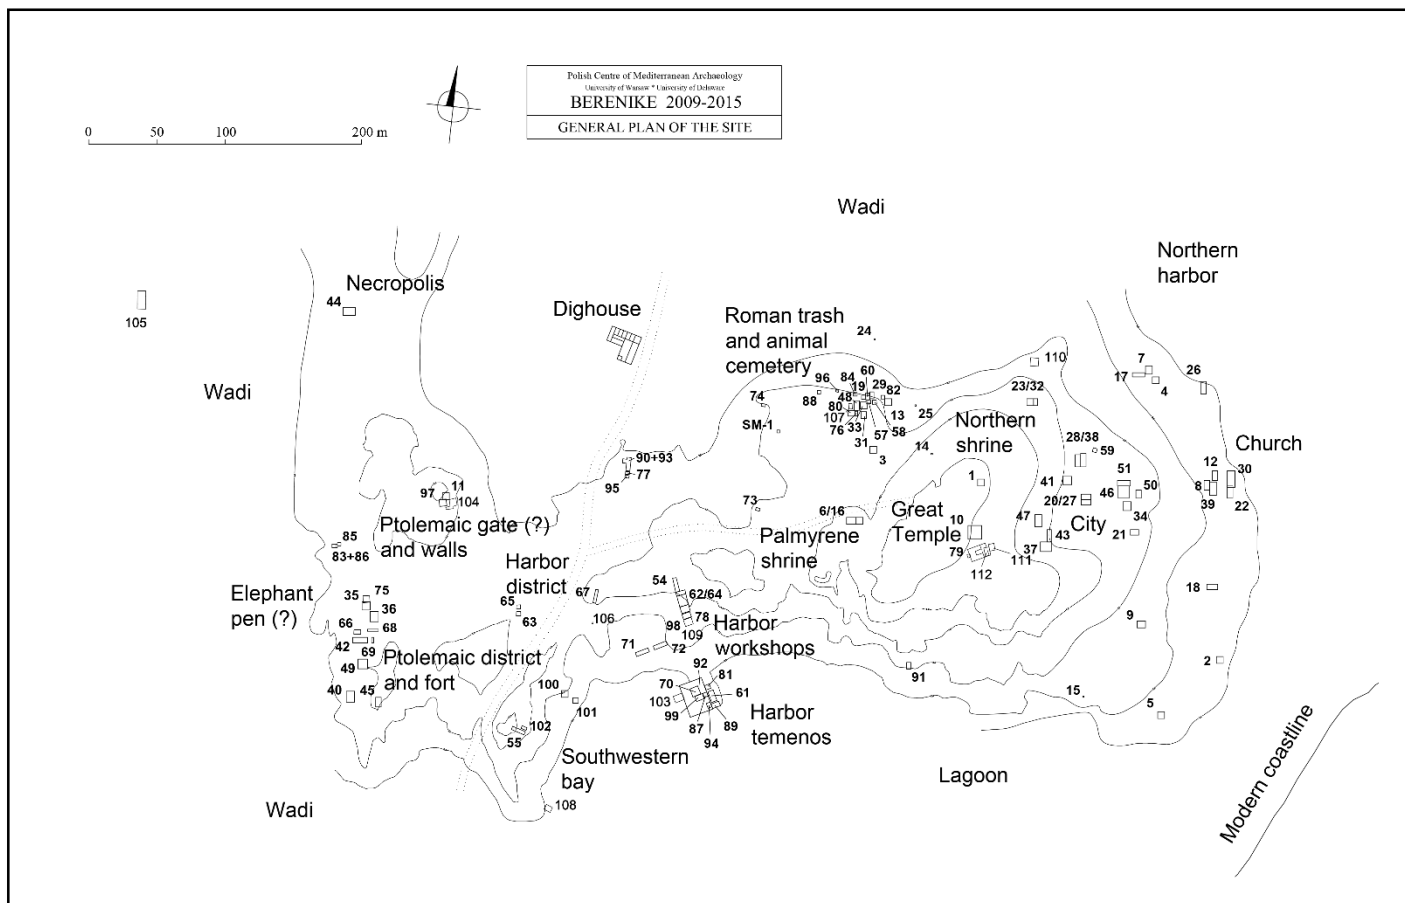 Polish Centre of Mediterranean Archaeology
University of Warsaw * University of Delaware
BERENIKE 2009-2015
GENERAL PLAN OF THE SITE
0 50 100 200 m
Wadi
Northern
harbor
Necropolis
44
105
Dighouse
Roman trash
and animal
cemetery
24
110
7
17
4
26
Wadi
60
96
84
29
19
82
88
48
74
80
107
13
25
23/32
SM-1
76
33
57
58
31
3
14
Northern
shrine
28/38
59
Church
90+93
77
95
1
41
51
12
30
50
46
8
20/27
39
22
34
97
11
104
Ptolemaic gate (?)
and walls
73
6/16
Great
Temple
10
47
City
43
21
Palmyrene
shrine
79
37
111
112
85
83+86
Harbor
district
54
62/64
67
18
Elephant
pen (?)
75
35
36
65
63
106
78
98
109
Harbor
workshops
9
66
68
42
69
71
72
49
Ptolemaic district
and fort
92
81
91
2
40
45
100
70
61
103
101
99
89
87
94
Harbor
temenos
15
5
102
55
Southwestern
bay
Lagoon
108
Wadi
Modern coastline